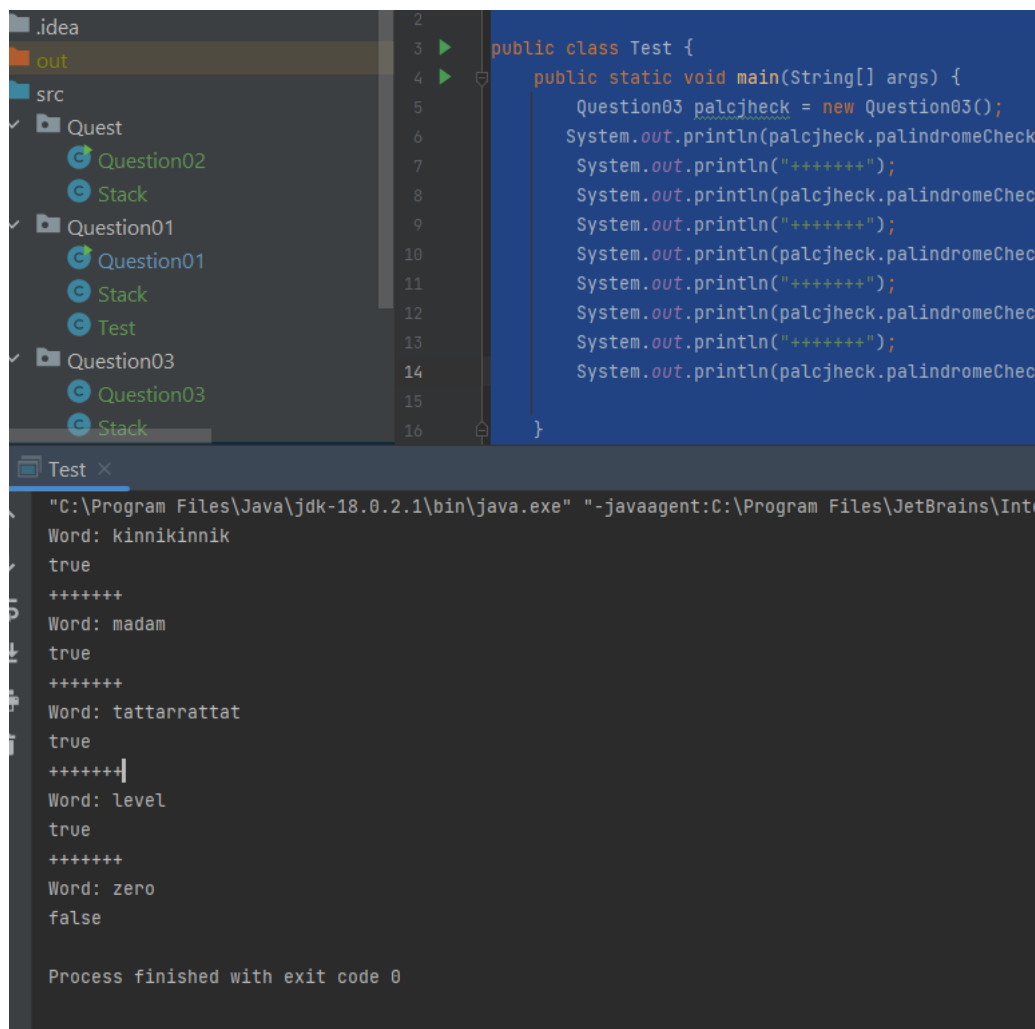 .idea
out
src
Quest
Question02
Stack
Question01
Question01
Stack
Test
Question03
Question03
Stack
2
3 public class Test {
4 public static void main(String[] args) {
5 Question03 palcjheck = new Question03();
6 System.out.println(palcjheck.palindromeCheck
7 System.out.println("+++++++");
8 System.out.println(palcjheck.palindromeChec
9 System.out.println("+++++++");
10 System.out.println(palcjheck.palindromeChec
11 System.out.println("+++++++");
12 System.out.println(palcjheck.palindromeChec
13 System.out.println("+++++++");
14 System.out.println(palcjheck.palindromeChec
15
16 }
Test
"C:\Program Files\Java\jdk-18.0.2.1\bin\java.exe" "-javaagent:C:\Program Files\JetBrains\Inte
Word: kinnikinnik
true
+++++++
Word: madam
true
+++++++
Word: tattarrattat
true
+++++++
Word: level
true
+++++++
Word: zero
false
Process finished with exit code 0